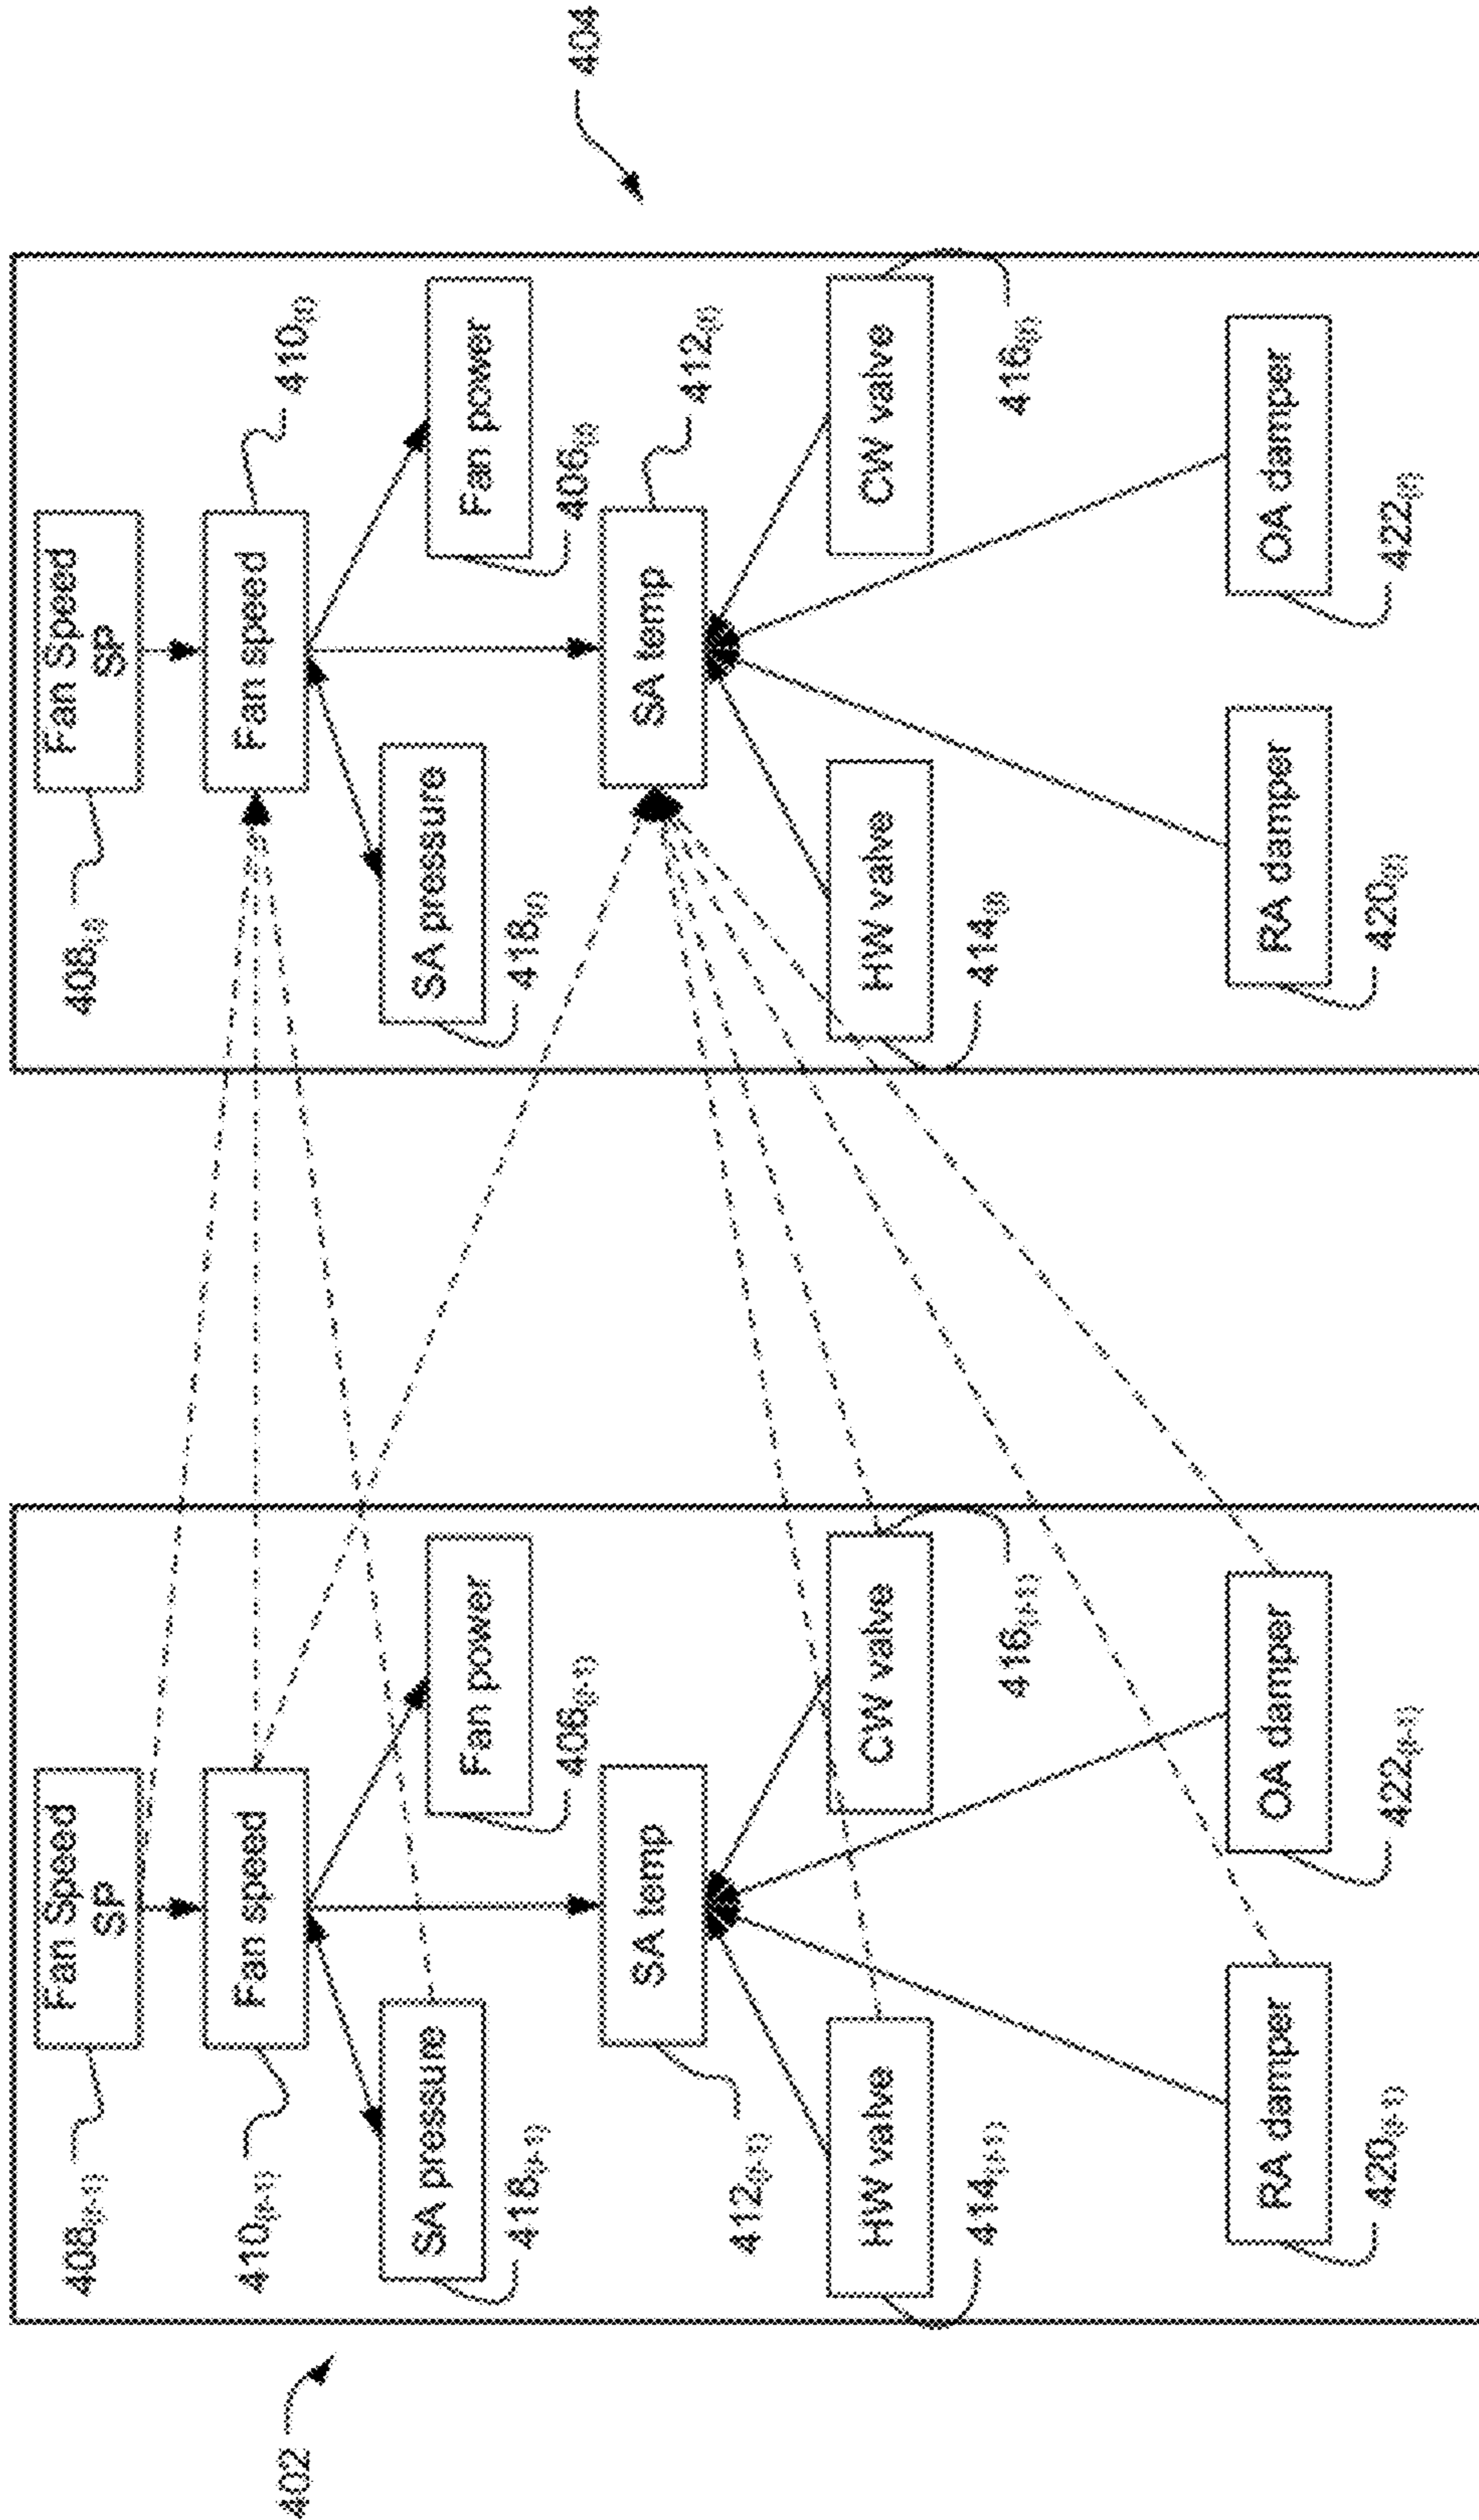 402
404
Fan Speed
SP
408(t-1)
Fan speed
410(t-1)
SA pressure
418(t-1)
Fan power
406(t-1)
SA temp
412(t-1)
HW valve
414(t-1)
CW valve
416(t-1)
RA damper
420(t-1)
OA damper
422(t-1)
Fan Speed
SP
408(t)
Fan speed
410(t)
SA pressure
418(t)
Fan power
406(t)
SA temp
412(t)
HW valve
414(t)
CW valve
416(t)
RA damper
420(t)
OA damper
422(t)